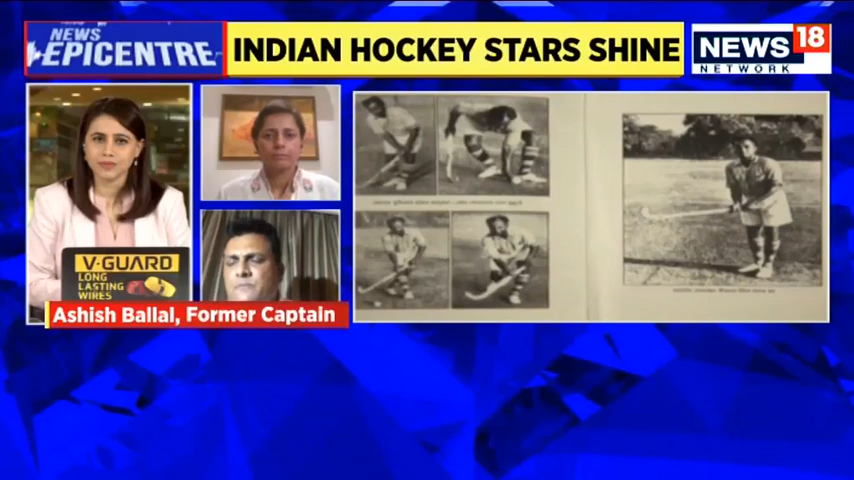 NEWS
EPICENTRE
INDIAN HOCKEY STARS SHINE
NEWS 18
NETWORK
V-GUARD
LONG
LASTING
WIRES
Ashish Ballal, Former Captain